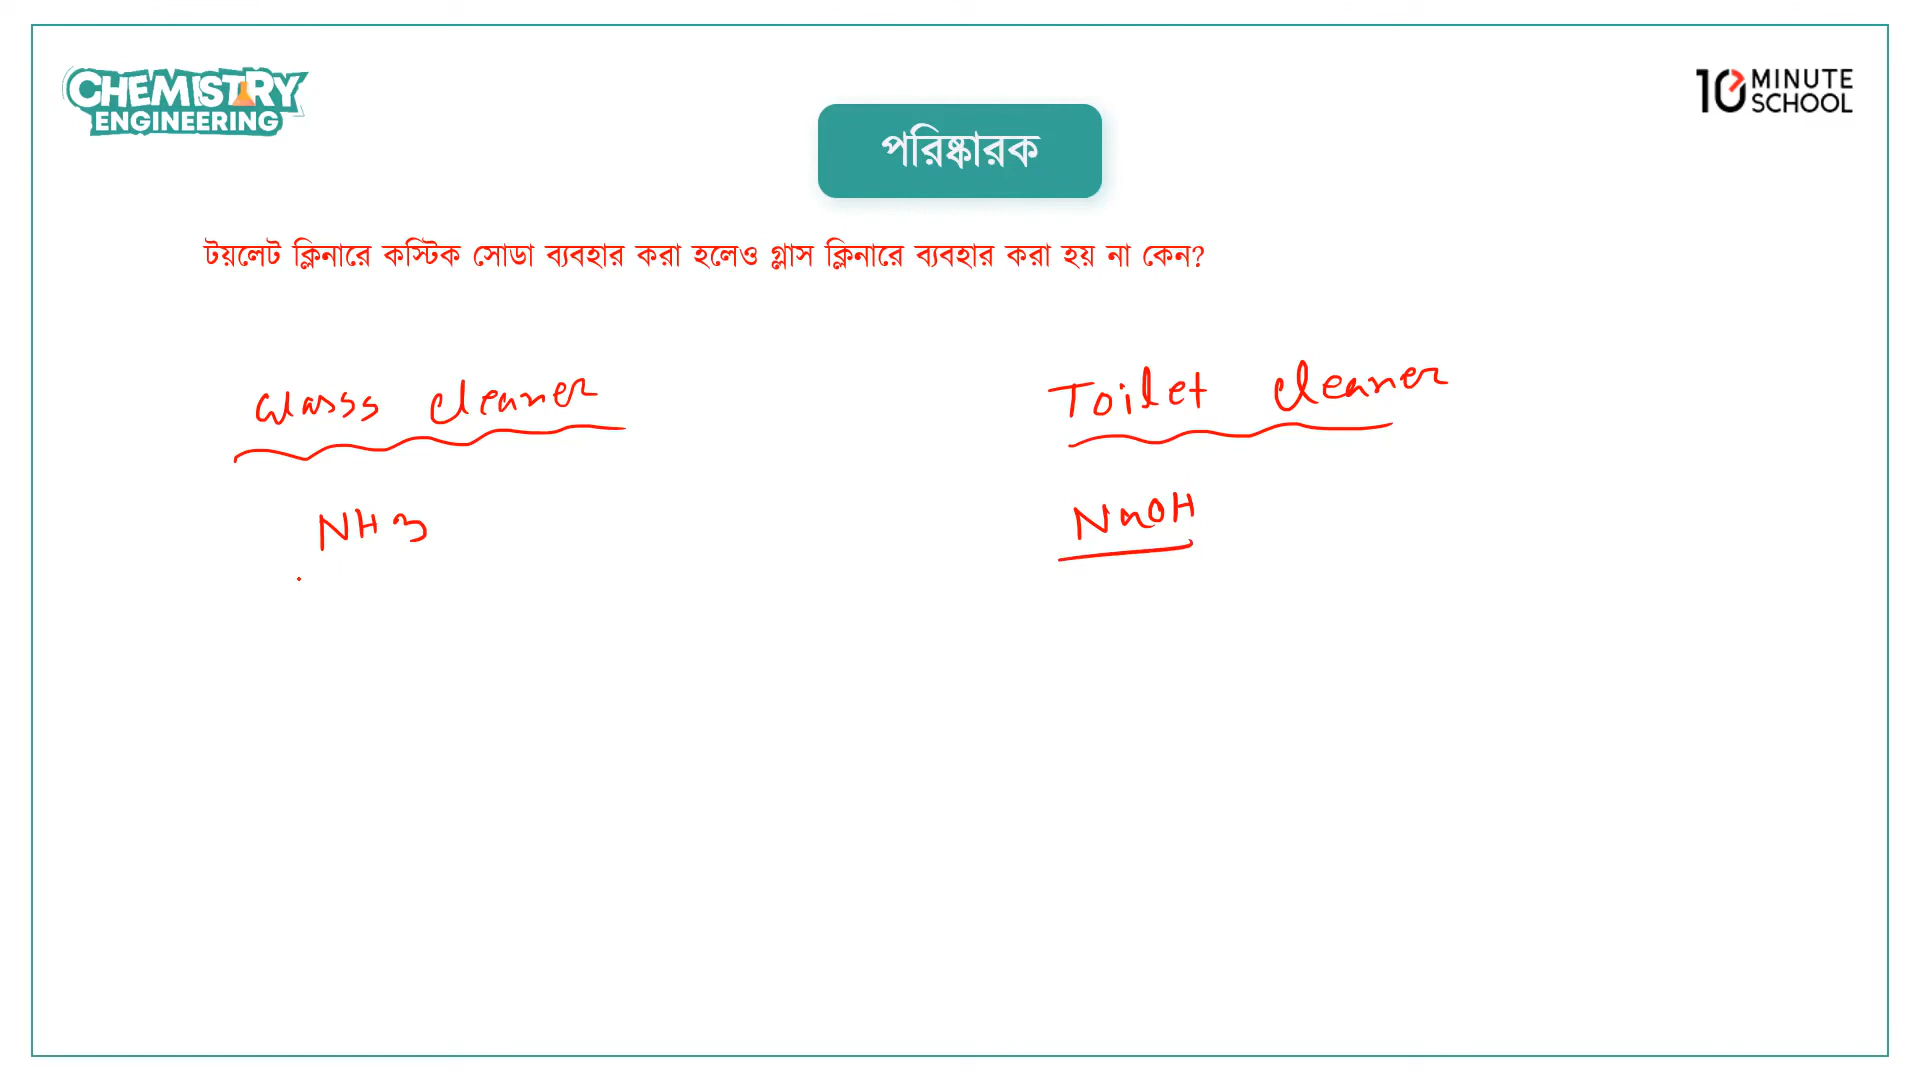 CHEMISTRY
ENGINEERING
10 MINUTE
SCHOOL
পরিষ্কারক
টয়লেট ক্লিনারে কস্টিক সোডা ব্যবহার করা হলেও গ্লাস ক্লিনারে ব্যবহার করা হয় না কেন?
Glass cleaner
Toilet cleaner
NH3
NaOH